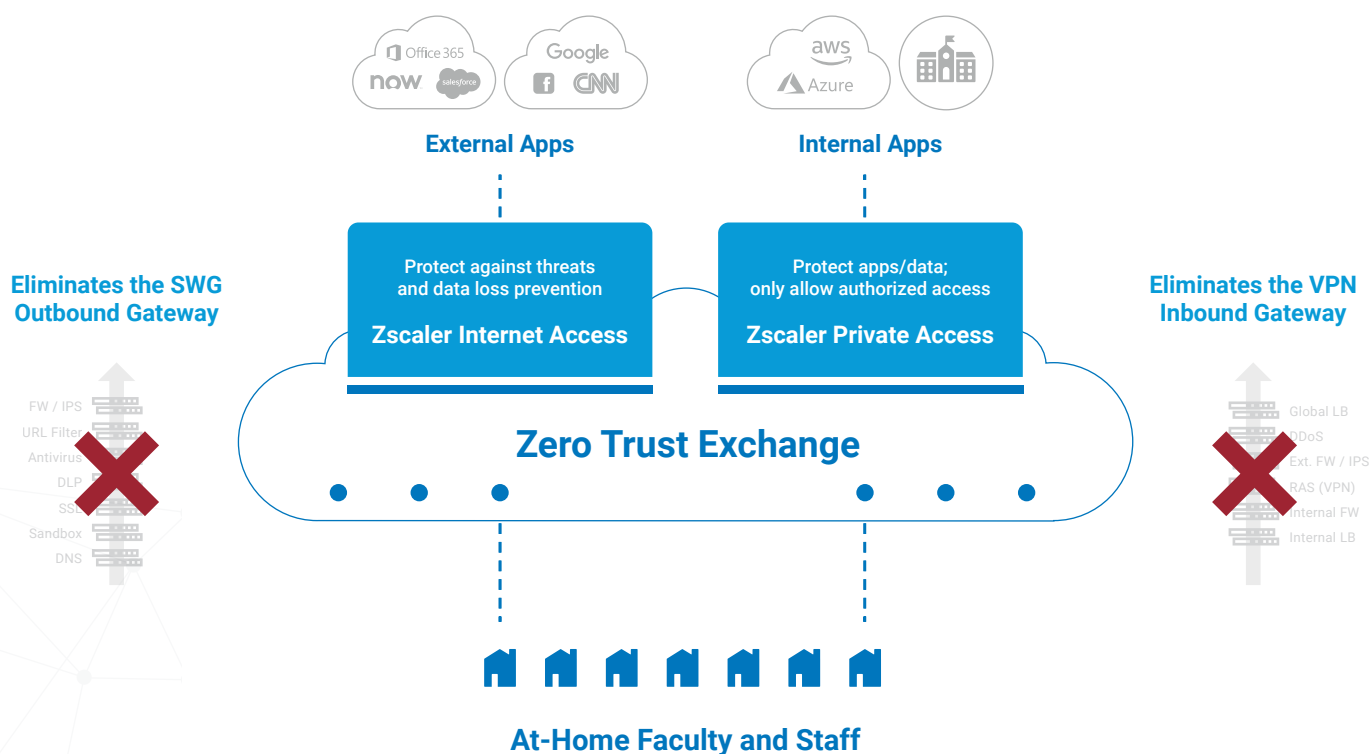 Office 365
now
salesforce
Google
f
CNN
aws
Azure
External Apps
Internal Apps
Eliminates the SWG
Outbound Gateway
FW / IPS
URL Filter
Antivirus
DLP
SSL
Sandbox
DNS
Protect against threats
and data loss prevention
Zscaler Internet Access
Protect apps/data;
only allow authorized access
Zscaler Private Access
Eliminates the VPN
Inbound Gateway
Global LB
DDoS
Ext. FW / IPS
RAS (VPN)
Internal FW
Internal LB
Zero Trust Exchange
At-Home Faculty and Staff